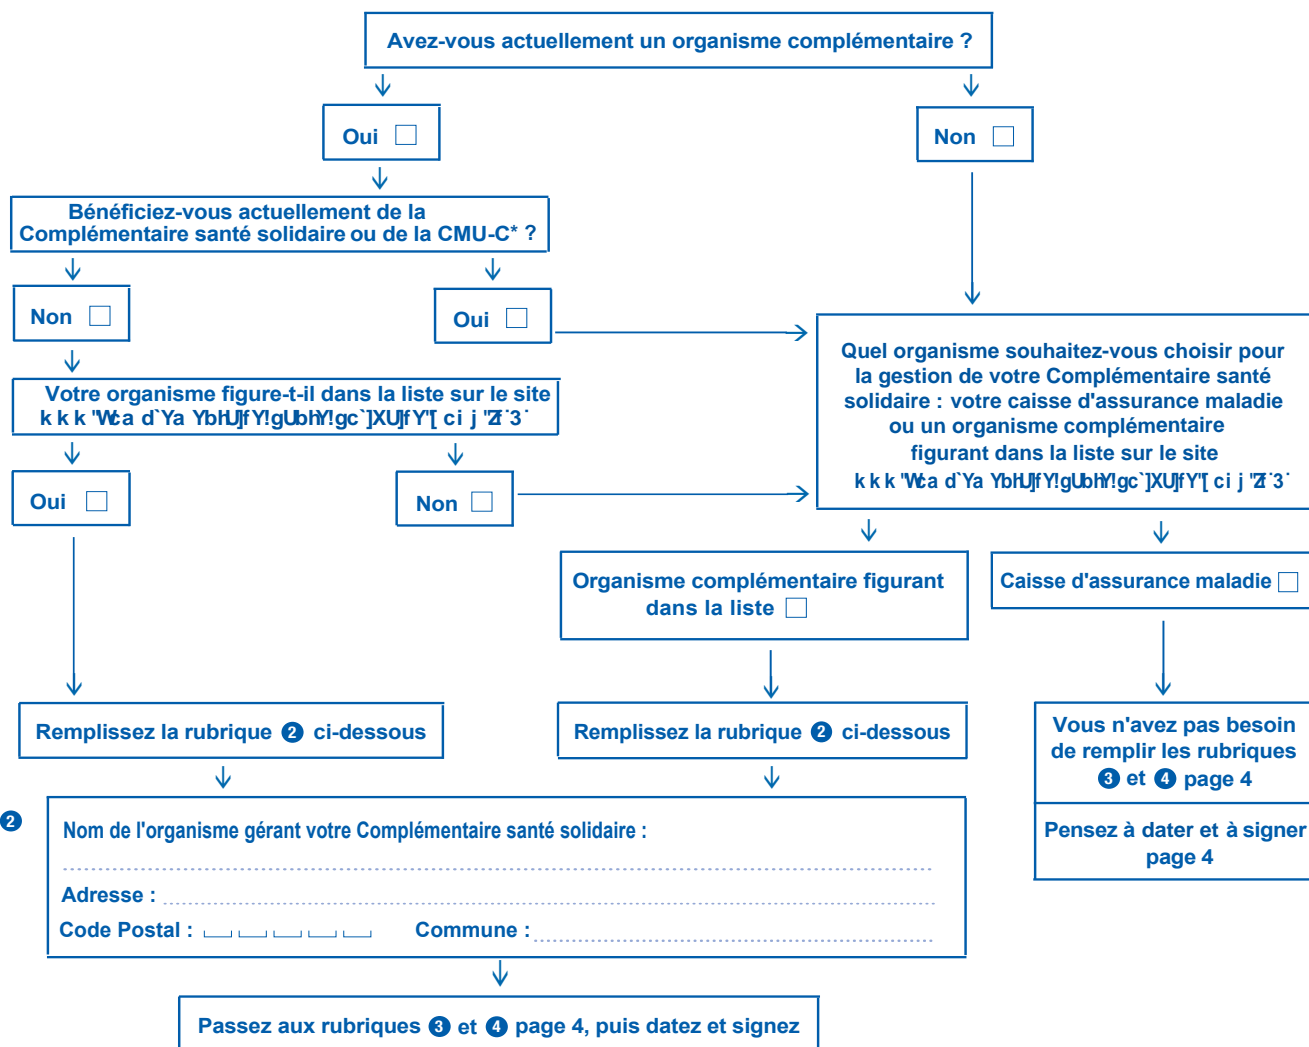 Avez-vous actuellement un organisme complémentaire ?
Oui
Non
Bénéficiez-vous actuellement de la
Complémentaire santé solidaire ou de la CMU-C* ?
Non
Oui
Quel organisme souhaitez-vous choisir pour
la gestion de votre Complémentaire santé
solidaire : votre caisse d'assurance maladie
ou un organisme complémentaire
figurant dans la liste sur le site
Votre organisme figure-t-il dans la liste sur le site
Oui
Non
Organisme complémentaire figurant
dans la liste
Caisse d'assurance maladie
Remplissez la rubrique 2 ci-dessous
Remplissez la rubrique 2 ci-dessous
Vous n'avez pas besoin
de remplir les rubriques
3 et 4 page 4
Pensez à dater et à signer
page 4
2
Nom de l'organisme gérant votre Complémentaire santé solidaire :
Adresse :
Code Postal : Commune :
Passez aux rubriques 3 et 4 page 4, puis datez et signez